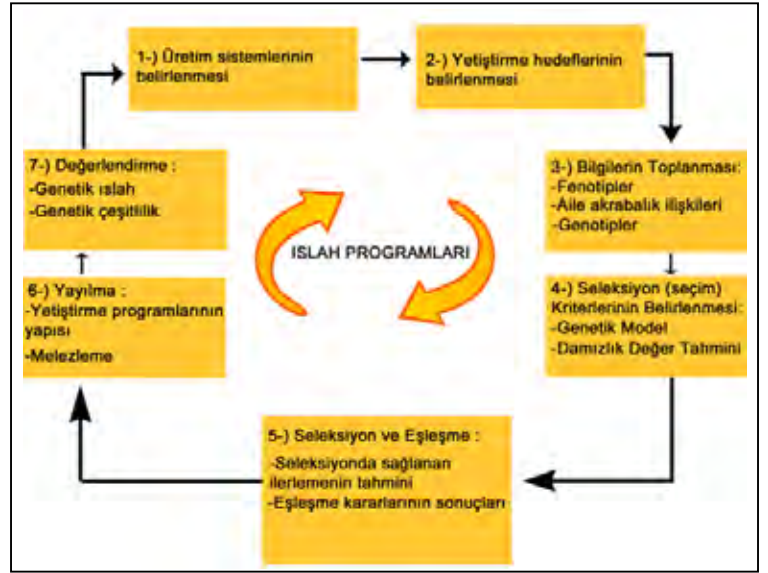 1-) Üretim sistemlerinin
belirlenmesi
2-) Yetiştirme hedeflerinin
belirlenmesi
3-) Bilgilerin Toplanması:
-Fenotipler
-Aile akrabalık ilişkileri
-Genotipler
4-) Seleksiyon (seçim)
Kriterlerinin Belirlenmesi:
-Genetik Model
-Damızlık Değer Tahmini
5-) Seleksiyon ve Eşleşme :
-Seleksiyonda sağlanan
ilerlemenin tahmini
-Eşleşme kararlarının sonuçları
6-) Yayılma :
-Yetiştirme programlarının
yapısı
-Melezleme
7-) Değerlendirme :
-Genetik ıslah
-Genetik çeşitlilik
ISLAH PROGRAMLARI